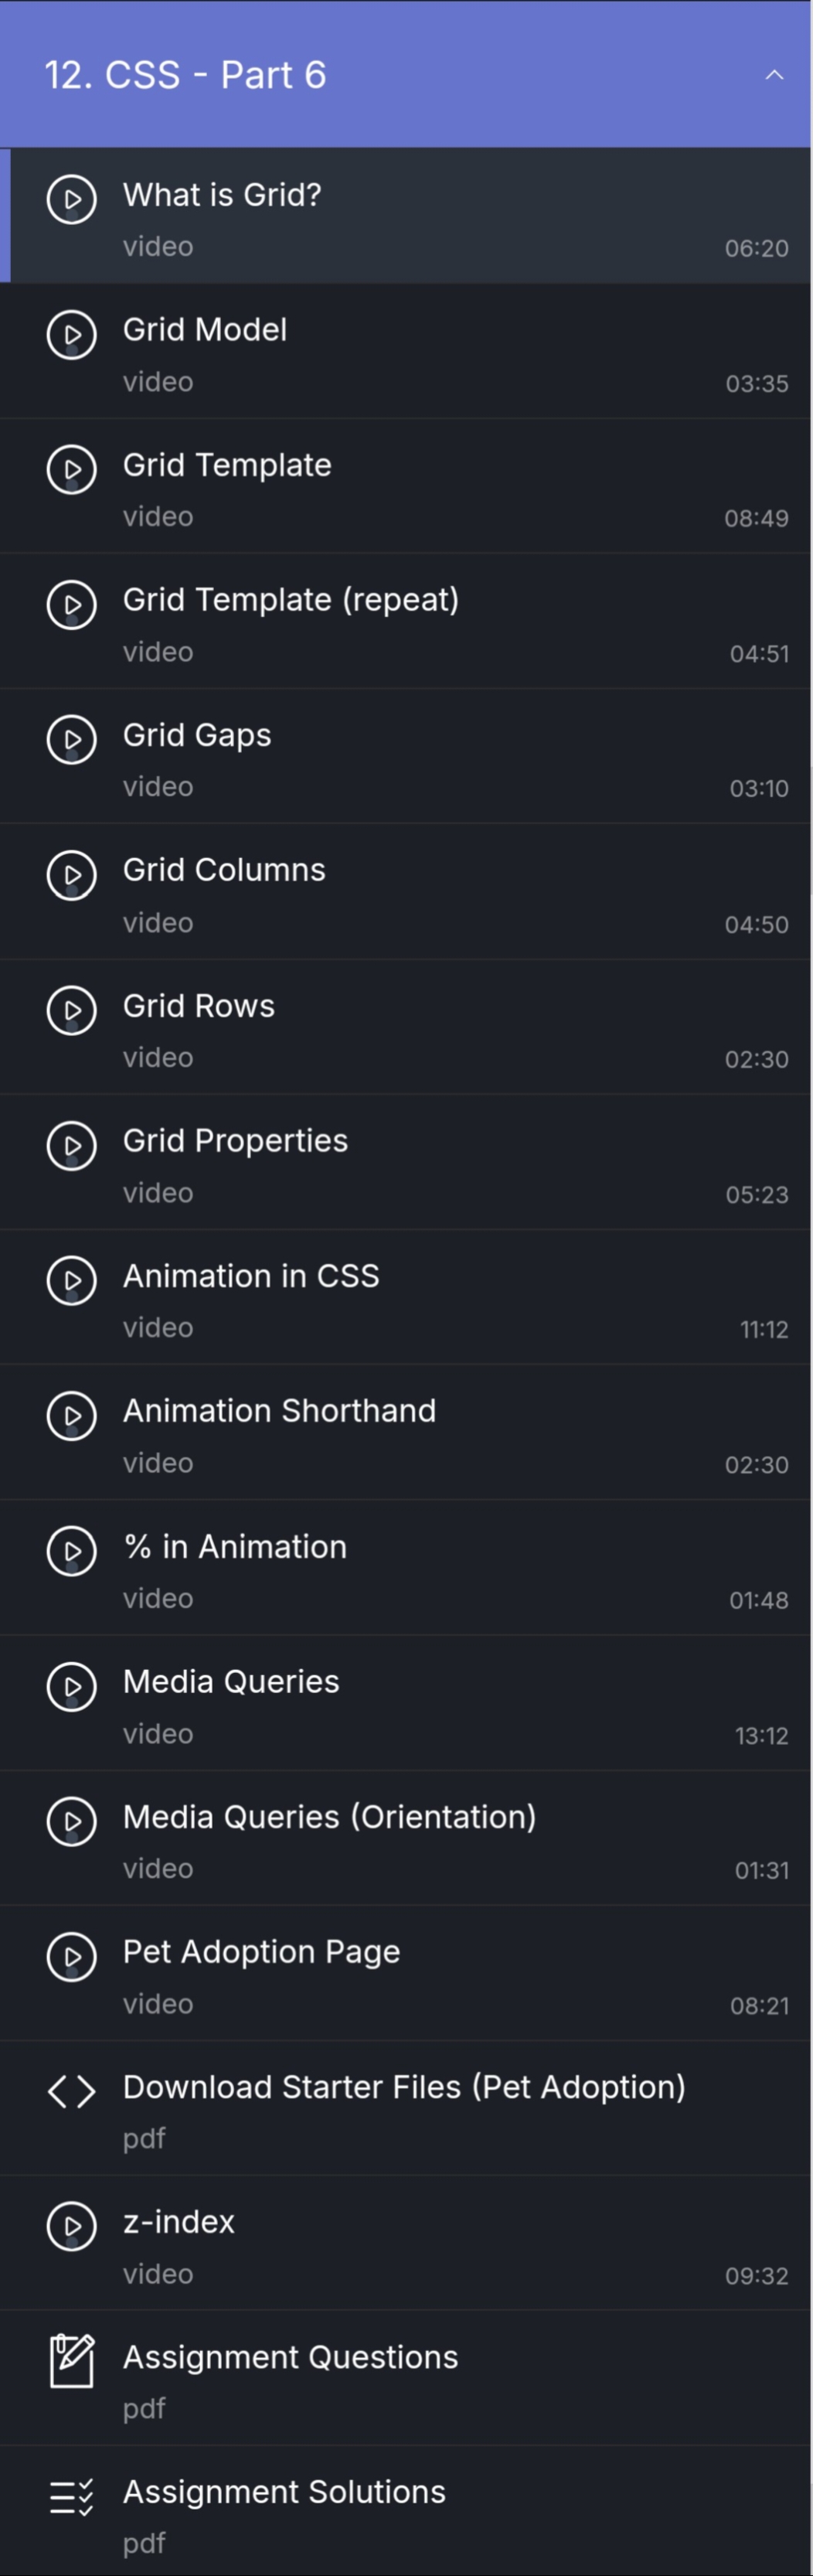 12. CSS - Part 6
What is Grid?
video 06:20
Grid Model
video 03:35
Grid Template
video 08:49
Grid Template (repeat)
video 04:51
Grid Gaps
video 03:10
Grid Columns
video 04:50
Grid Rows
video 02:30
Grid Properties
video 05:23
Animation in CSS
video 11:12
Animation Shorthand
video 02:30
% in Animation
video 01:48
Media Queries
video 13:12
Media Queries (Orientation)
video 01:31
Pet Adoption Page
video 08:21
Download Starter Files (Pet Adoption)
pdf
z-index
video 09:32
Assignment Questions
pdf
Assignment Solutions
pdf